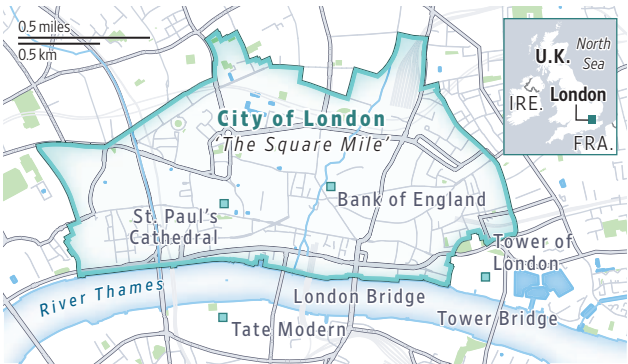 0.5 miles
0.5 km
U.K.
North
Sea
IRE.
London
FRA.
City of London
'The Square Mile'
Bank of England
St. Paul's
Cathedral
Tower of
London
River Thames
London Bridge
Tower Bridge
Tate Modern